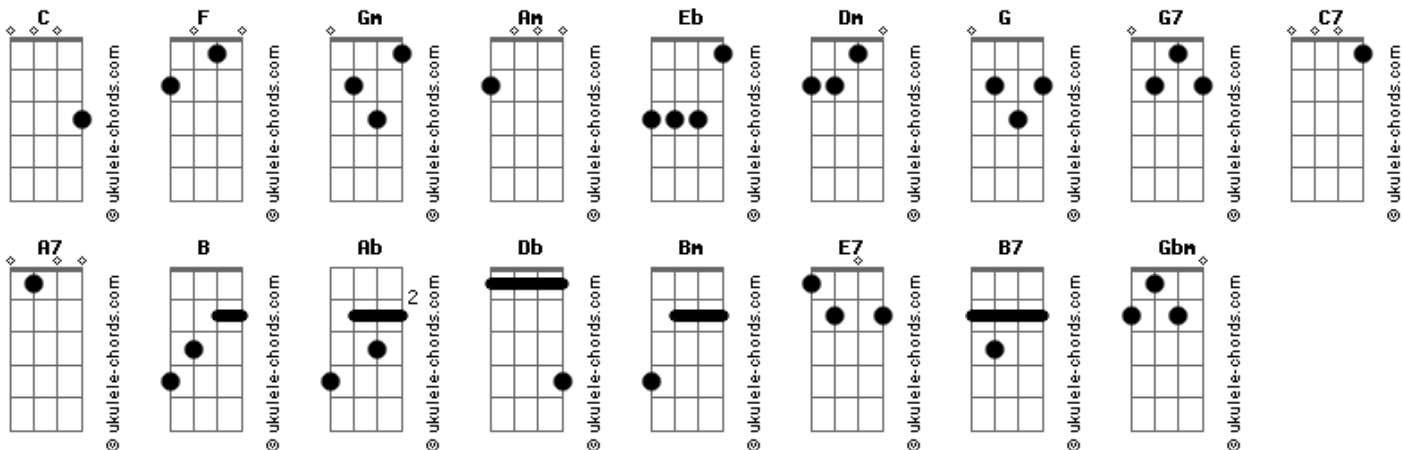 C F Gm Am Eb Dm G G7 C7
© ukulele-chords.com © ukulele-chords.com © ukulele-chords.com © ukulele-chords.com © ukulele-chords.com © ukulele-chords.com © ukulele-chords.com © ukulele-chords.com © ukulele-chords.com
A7 B Ab Db Bm E7 B7 Gbm
2
© ukulele-chords.com © ukulele-chords.com © ukulele-chords.com © ukulele-chords.com © ukulele-chords.com © ukulele-chords.com © ukulele-chords.com © ukulele-chords.com